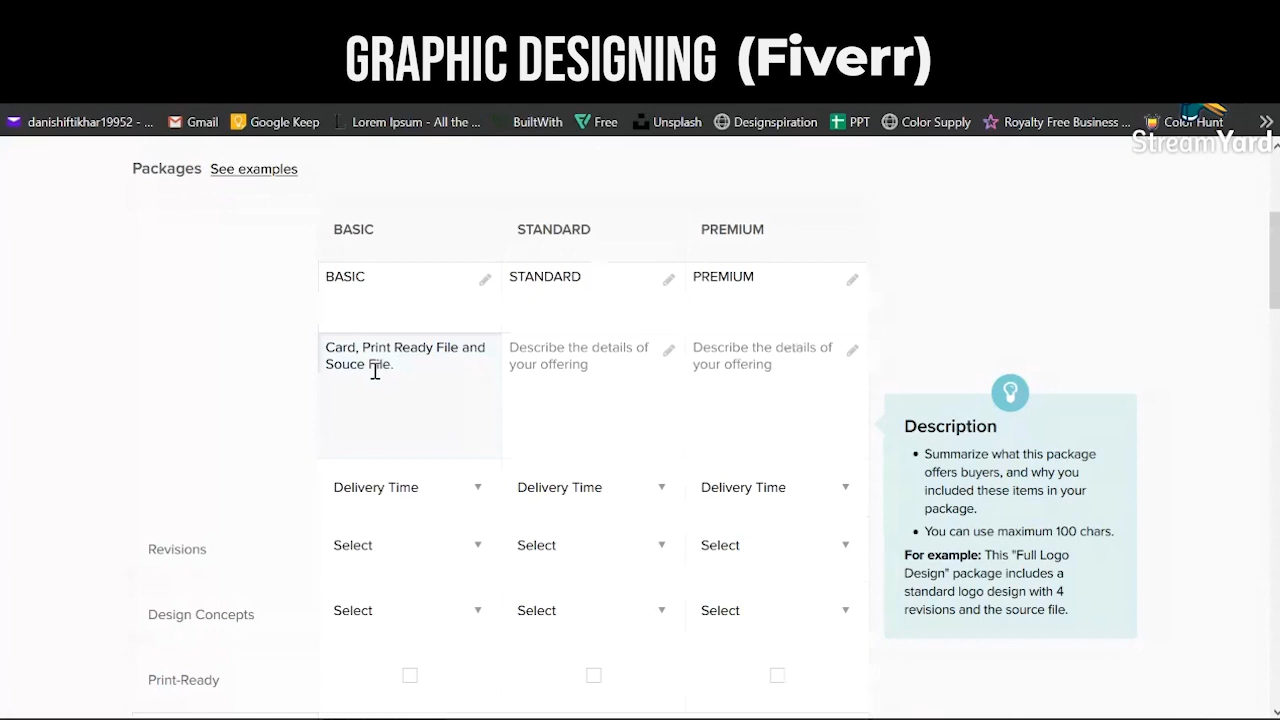 GRAPHIC DESIGNING (Fiverr)
danishiftikhar19952 - ... Gmail Google Keep Lorem Ipsum - All the ... BuiltWith Free Unsplash Designspiration PPT Color Supply Royalty Free Business ... Color Hunt
StreamYard
Packages See examples
BASIC STANDARD PREMIUM
BASIC STANDARD PREMIUM
Card, Print Ready File and Describe the details of Describe the details of
Souce File. your offering your offering
Description
Summarize what this package
offers buyers, and why you
included these items in your
package.
You can use maximum 100 chars.
For example: This "Full Logo
Design" package includes a
standard logo design with 4
revisions and the source file.
Delivery Time Delivery Time Delivery Time
Revisions Select Select Select
Design Concepts Select Select Select
Print-Ready